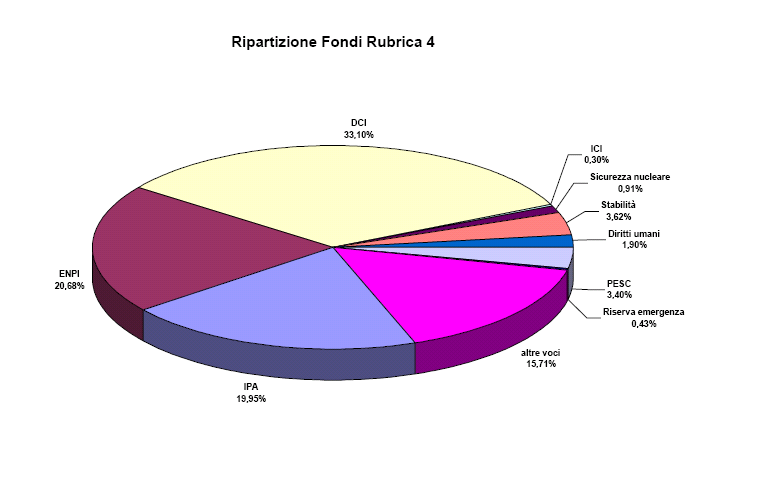 Ripartizione Fondi Rubrica 4
DCI
33,10%
ICI
0,30%
Sicurezza nucleare
0,91%
Stabilità
3,62%
Diritti umani
1,90%
ENPI
20,68%
PESC
3,40%
Riserva emergenza
0,43%
altre voci
15,71%
IPA
19,95%